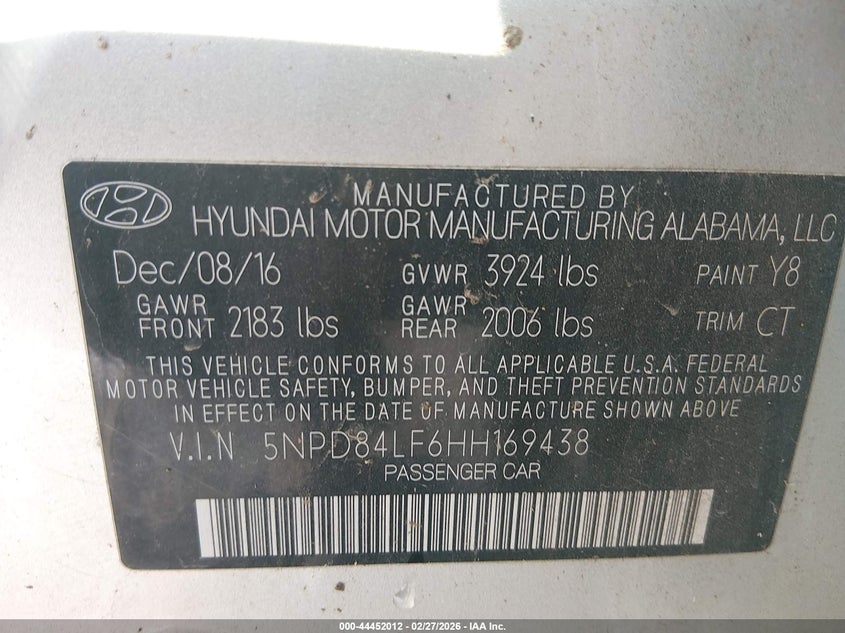 MANUFACTURED BY
HYUNDAI MOTOR MANUFACTURING ALABAMA, LLC
Dec/08/16 GVWR 3924 lbs PAINT Y8
GAWR FRONT 2183 lbs GAWR REAR 2006 lbs TRIM CT
THIS VEHICLE CONFORMS TO ALL APPLICABLE U.S.A. FEDERAL
MOTOR VEHICLE SAFETY, BUMPER, AND THEFT PREVENTION STANDARDS
IN EFFECT ON THE DATE OF MANUFACTURE SHOWN ABOVE
V.I.N 5NPD84LF6HH169438
PASSENGER CAR
000-44452012 - 02/27/2026 - IAA Inc.